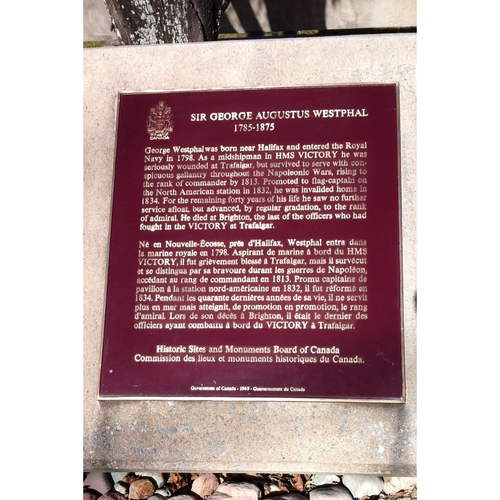 CANADA
SIR GEORGE AUGUSTUS WESTPHAL
1785-1875
George Westphal was born near Halifax and entered the Royal
Navy in 1798. As a midshipman in HMS VICTORY he was
seriously wounded at Trafalgar, but survived to serve with con-
spicuous gallantry throughout the Napoleonic Wars, rising to
the rank of commander by 1813. Promoted to flag-captain on
the North American station in 1832, he was invalided home in
1834. For the remaining forty years of his life he saw no further
service afloat, but advanced, by regular gradation, to the rank
of admiral. He died at Brighton, the last of the officers who had
fought in the VICTORY at Trafalgar.
Né en Nouvelle-Écosse, près d'Halifax, Westphal entra dans
la marine royale en 1798. Aspirant de marine à bord du HMS
VICTORY, il fut grièvement blessé à Trafalgar, mais il survécut
et se distingua par sa bravoure durant les guerres de Napoléon,
accédant au rang de commandant en 1813. Promu capitaine de
pavillon à la station nord-américaine en 1832, il fut réformé en
1834. Pendant les quarante dernières années de sa vie, il ne servit
plus en mer mais atteignit, de promotion en promotion, le rang
d'amiral. Lors de son décès à Brighton, il était le dernier des
officiers ayant combattu à bord du VICTORY à Trafalgar.
Historic Sites and Monuments Board of Canada
Commission des lieux et monuments historiques du Canada.
Government of Canada - 1985 - Gouvernement du Canada